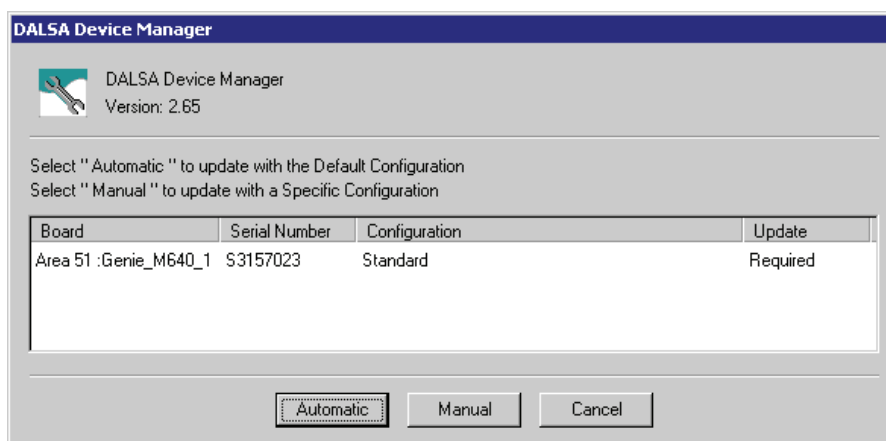 DALSA Device Manager
DALSA Device Manager
Version: 2.65
Select " Automatic " to update with the Default Configuration
Select " Manual " to update with a Specific Configuration
Board Serial Number Configuration Update
Area 51 :Genie_M640_1 S3157023 Standard Required
Automatic Manual Cancel